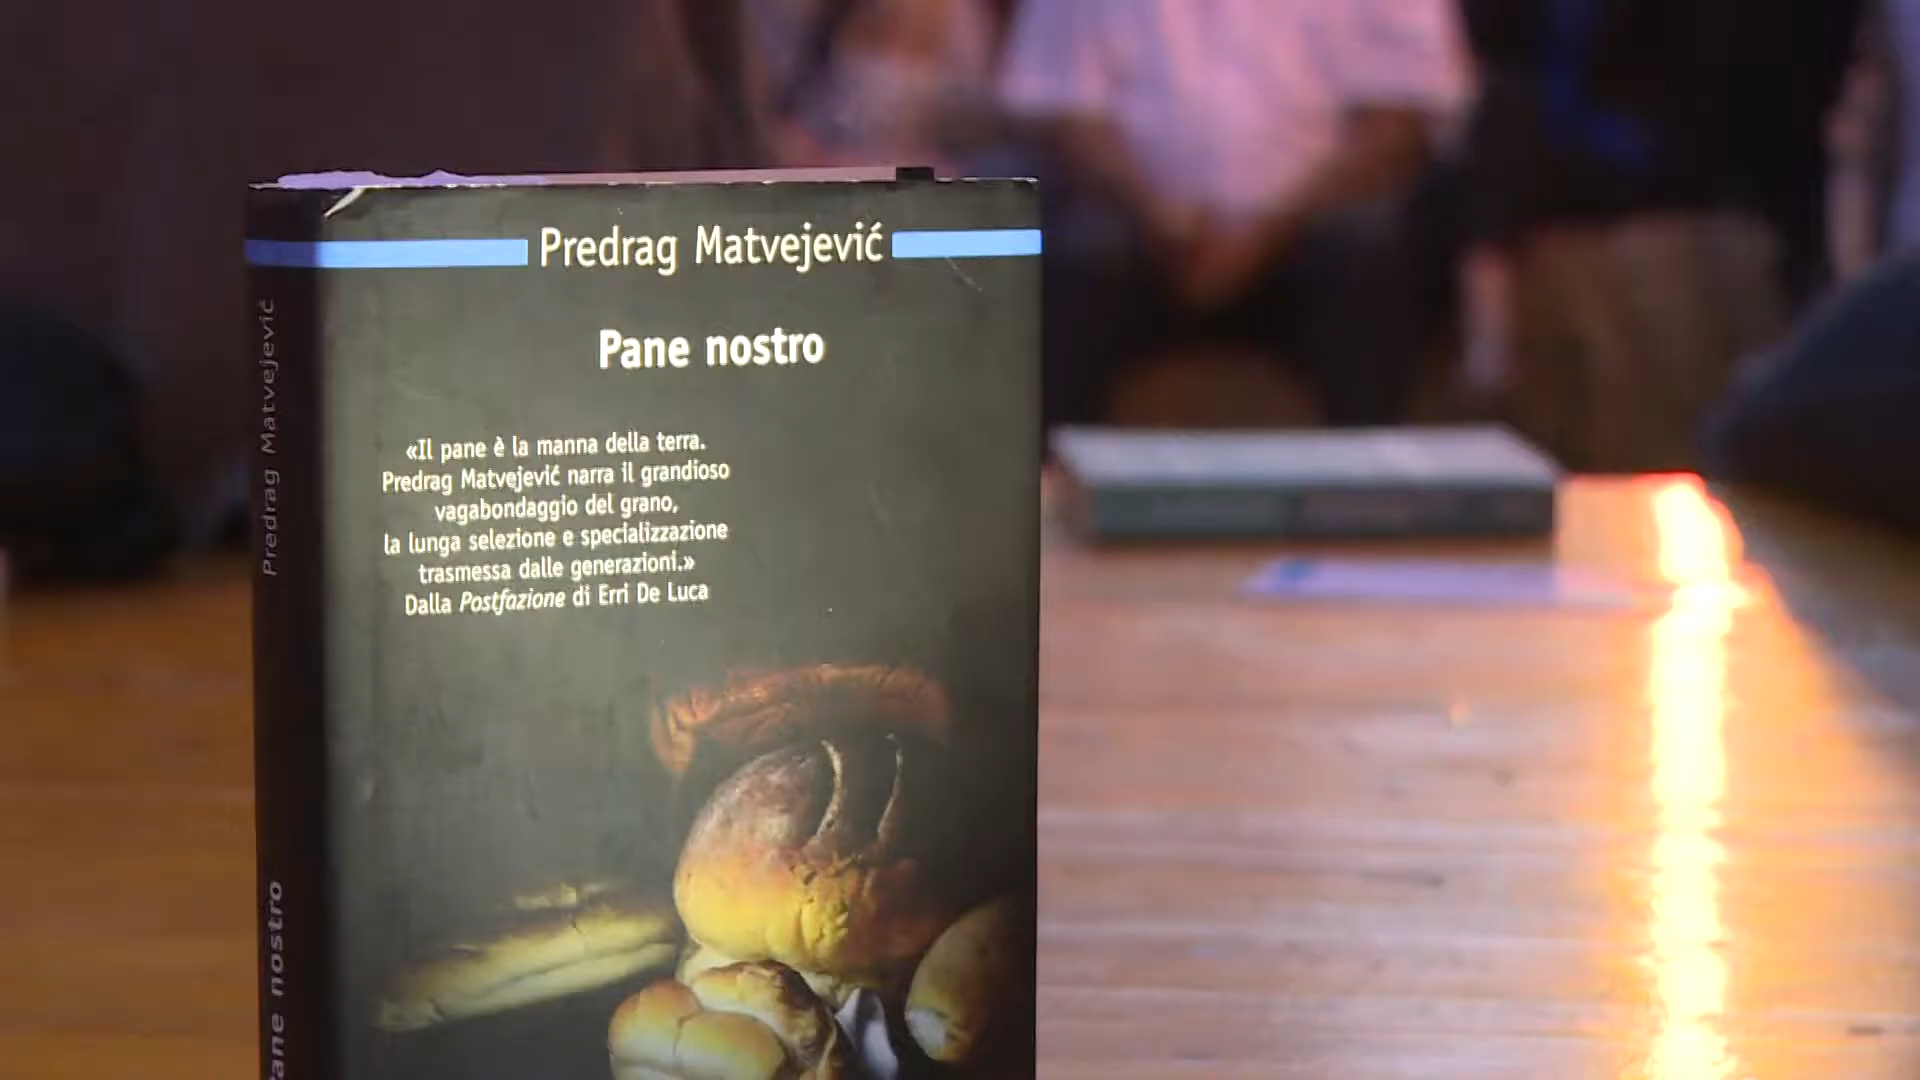 Predrag Matvejević
Pane nostro
«Il pane è la manna della terra.
Predrag Matvejević narra il grandioso
vagabondaggio del grano,
la lunga selezione e specializzazione
trasmessa dalle generazioni.»
Dalla Postfazione di Erri De Luca
Predrag Matvejević
Pane nostro